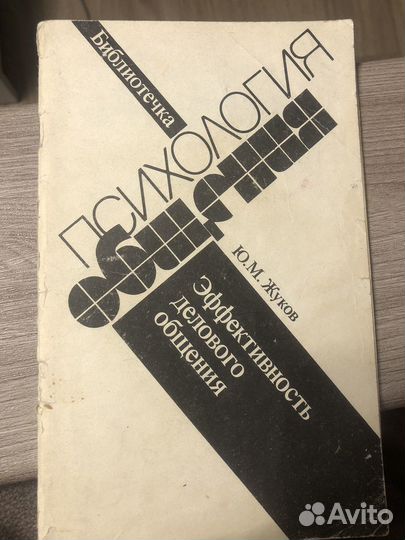 Библиотечка
ПСИХОЛОГИЯ
общения
Ю.М. Жуков
Эффективность
делового
общения
Avito